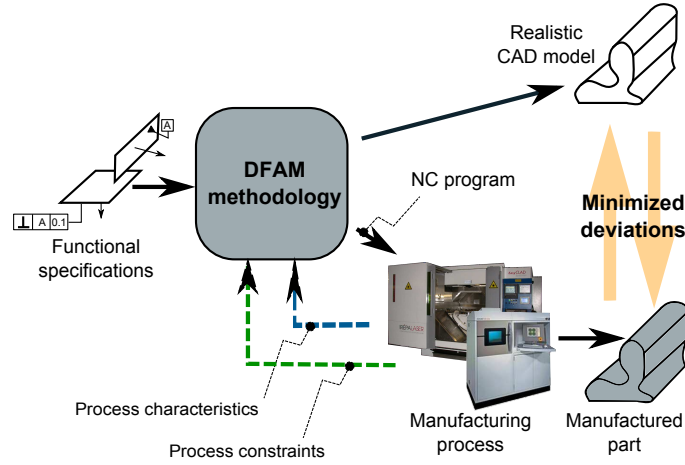 Realistic
CAD model
A
DFAM
methodology
NC program
Minimized
deviations
⊥ A 0.1
Functional
specifications
Process characteristics
Process constraints
Manufacturing
process
Manufactured
part